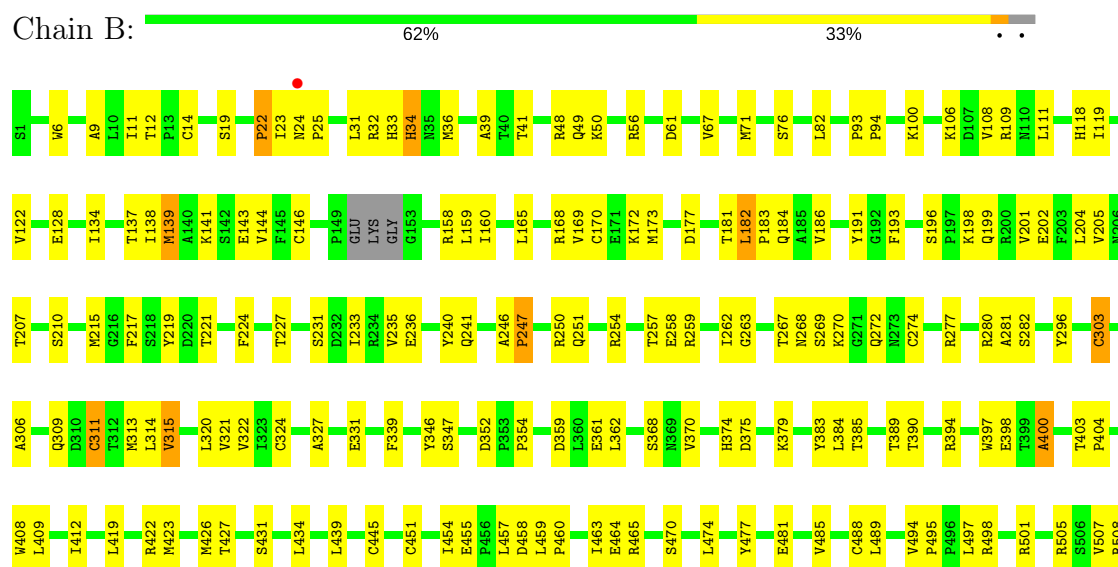 Chain B:
62% 33% • •
S1 W6 A9 L10 I11 T12 P13 C14 S19 P22 I23 N24 P25 L31 R32 H33 H34 N35 M36 A39 T40 T41 R48 Q49 K50 R56 D61 V67 M71 S76 L82 P93 P94 K100 K106 D107 V108 R109 N110 L111 H118 I119
V122 E128 I134 T137 I138 M139 A140 K141 S142 E143 V144 F145 C146 P149 GLU LYS GLY G153 R158 L159 I160 L165 R168 V169 C170 E171 K172 M173 D177 T181 L182 P183 Q184 A185 V186 Y191 G192 F193 S196 P197 K198 Q199 R200 V201 E202 F203 L204 V205 N206
T207 S210 M215 G216 F217 S218 Y219 D220 T221 F224 T227 S231 D232 I233 R234 V235 E236 Y240 Q241 A246 P247 R250 Q251 R254 T257 E258 R259 I262 G263 T267 N268 S269 K270 G271 Q272 N273 C274 R277 R280 A281 S282 Y296 C303
A306 Q309 D310 C311 T312 M313 L314 V315 L320 V321 V322 I323 C324 A327 E331 F339 Y346 S347 D352 P353 P354 D359 L360 E361 L362 S368 N369 V370 H374 D375 K379 Y383 L384 T385 T389 T390 R394 W397 E398 T399 A400 T403 P404
W408 L409 I412 L419 R422 M423 M426 T427 S431 L434 L439 C445 C451 I454 E455 P456 L457 D458 L459 P460 I463 E464 R465 S470 L474 Y477 E481 V485 C488 L489 V494 P495 P496 L497 R498 R501 R505 S506 V507